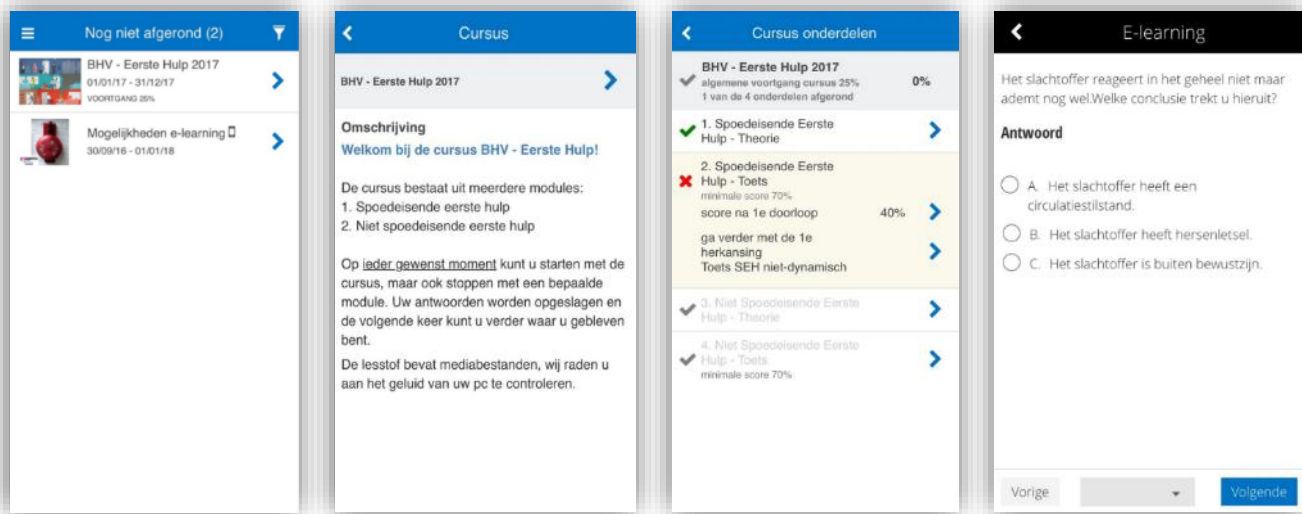 Nog niet afgerond (2)
BHV - Eerste Hulp 2017
01/01/17 - 31/12/17
VOORTGANG 25%
Mogelijkheden e-learning
30/09/16 - 01/01/18
Cursus
BHV - Eerste Hulp 2017
Omschrijving
Welkom bij de cursus BHV - Eerste Hulp!
De cursus bestaat uit meerdere modules:
1. Spoedeisende eerste hulp
2. Niet spoedeisende eerste hulp
Op ieder gewenst moment kunt u starten met de
cursus, maar ook stoppen met een bepaalde
module. Uw antwoorden worden opgeslagen en
de volgende keer kunt u verder waar u gebleven
bent.
De lesstof bevat mediabestanden, wij raden u
aan het geluid van uw pc te controleren.
Cursus onderdelen
BHV - Eerste Hulp 2017
algemene voortgang cursus 25% 0%
1 van de 4 onderdelen afgerond
1. Spoedeisende Eerste
Hulp - Theorie
2. Spoedeisende Eerste
Hulp - Toets
minimale score 70%
score na 1e doorloop 40%
ga verder met de 1e
herkansing
Toets SEH niet-dynamisch
3. Niet Spoedeisende Eerste
Hulp - Theorie
4. Niet Spoedeisende Eerste
Hulp - Toets
minimale score 70%
E-learning
Het slachtoffer reageert in het geheel niet maar
ademt nog wel.Welke conclusie trekt u hieruit?
Antwoord
A. Het slachtoffer heeft een
circulatiestilstand.
B. Het slachtoffer heeft hersenletsel.
C. Het slachtoffer is buiten bewustzijn.
Vorige
Volgende